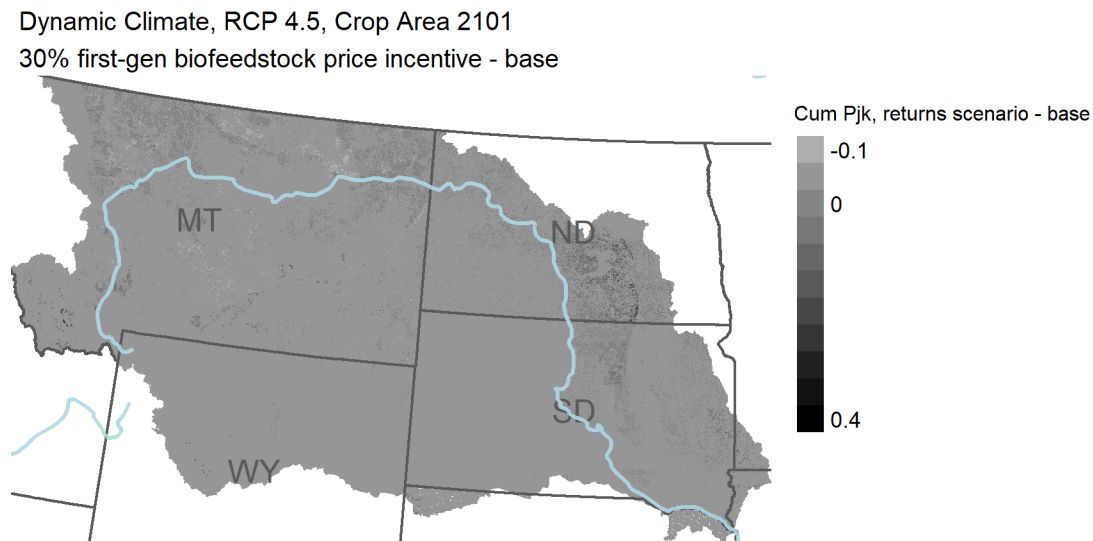 Dynamic Climate, RCP 4.5, Crop Area 2101
30% first-gen biofeedstock price incentive - base
Cum Pjk, returns scenario - base
-0.1
0
0.4
MT
ND
SD
WY